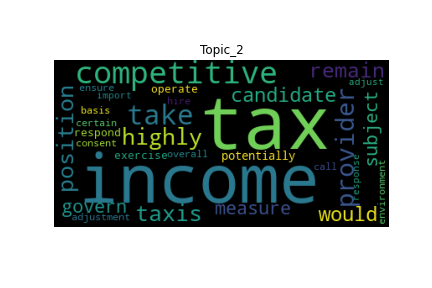 Topic_2
competitive
remain
ensure
operate
adjust
import
hire
candidate
basis
take
tax
provider
subject
certain
position
respond
highly
consent
exercise
overall
potentially
income
call
response
environment
govern
taxis
measure
would
adjustment